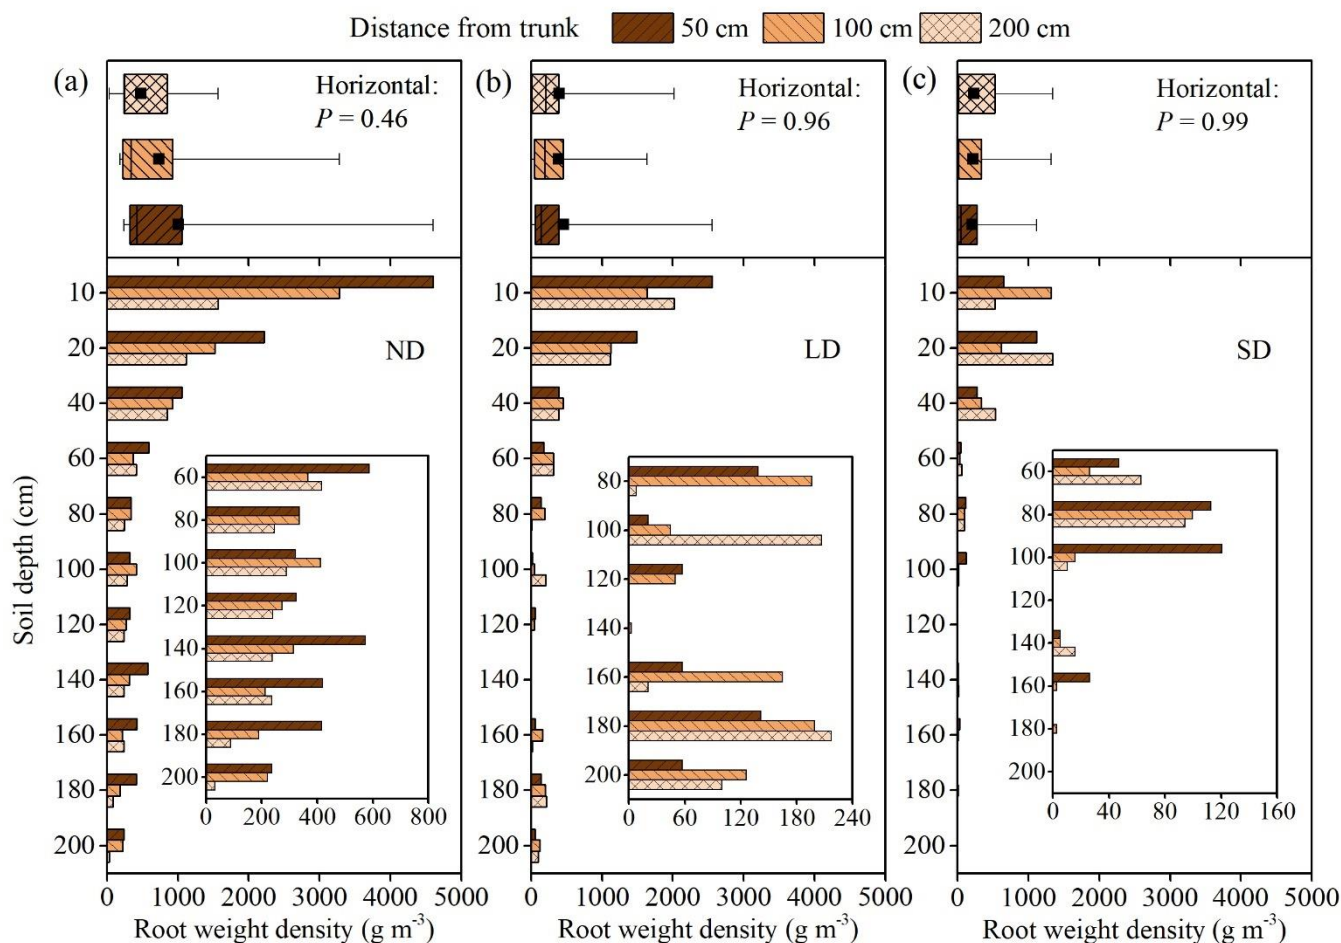 Distance from trunk 50 cm 100 cm 200 cm
(a) Horizontal:
P = 0.46
(b) Horizontal:
P = 0.96
(c) Horizontal:
P = 0.99
Soil depth (cm)
10
20
40
60
80
100
120
140
160
180
200
ND
60
80
100
120
140
160
180
200
0 200 400 600 800
0 1000 2000 3000 4000 5000
Root weight density (g m⁻³)
LD
80
100
120
140
160
180
200
0 60 120 180 240
0 1000 2000 3000 4000 5000
Root weight density (g m⁻³)
SD
60
80
100
120
140
160
180
200
0 40 80 120 160
0 1000 2000 3000 4000 5000
Root weight density (g m⁻³)